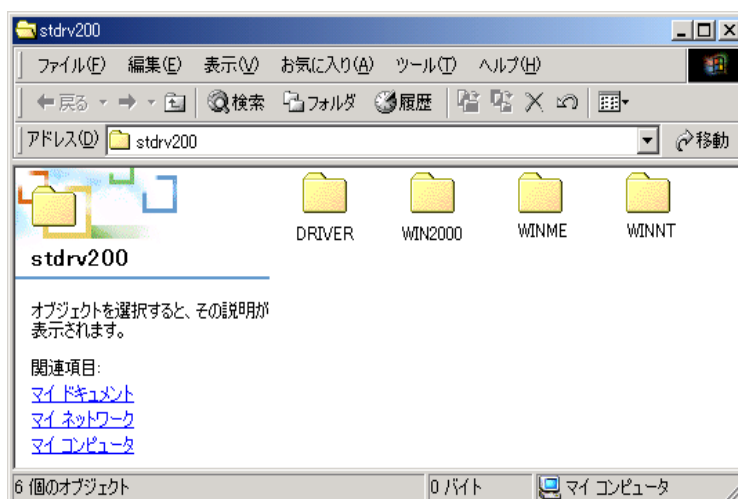 stdrv200
ファイル(F) 編集(E) 表示(V) お気に入り(A) ツール(T) ヘルプ(H)
戻る 検索 フォルダ 履歴
アドレス(D) stdrv200 移動
DRIVER WIN2000 WINME WINNT
stdrv200
オブジェクトを選択すると、その説明が
表示されます。
関連項目:
マイ ドキュメント
マイ ネットワーク
マイ コンピュータ
6 個のオブジェクト 0 バイト マイ コンピュータ